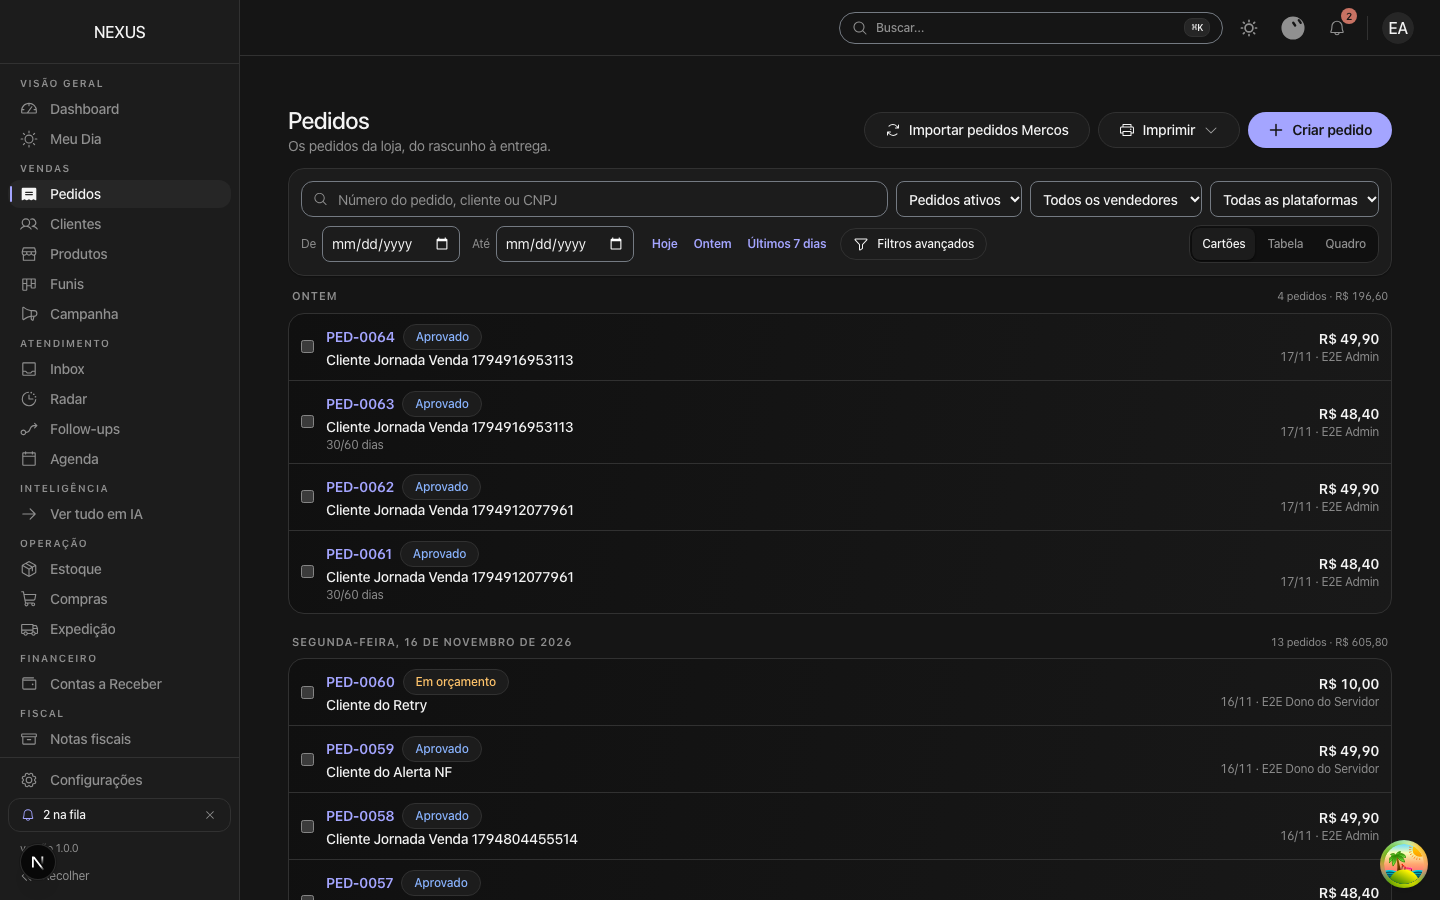 NEXUS
Buscar...
⌘K
2
EA
VISÃO GERAL
Dashboard
Meu Dia
VENDAS
Pedidos
Clientes
Produtos
Funis
Campanha
ATENDIMENTO
Inbox
Radar
Follow-ups
Agenda
INTELIGÊNCIA
Ver tudo em IA
OPERAÇÃO
Estoque
Compras
Expedição
FINANCEIRO
Contas a Receber
FISCAL
Notas fiscais
Configurações
2 na fila
1.0.0
N
Pedidos
Os pedidos da loja, do rascunho à entrega.
Importar pedidos Mercos
Imprimir
Criar pedido
Número do pedido, cliente ou CNPJ
Pedidos ativos
Todos os vendedores
Todas as plataformas
De mm/dd/yyyy Até mm/dd/yyyy Hoje Ontem Últimos 7 dias Filtros avançados
Cartões Tabela Quadro
ONTEM
4 pedidos · R$ 196,60
PED-0064 Aprovado
Cliente Jornada Venda 1794916953113
R$ 49,90
17/11 · E2E Admin
PED-0063 Aprovado
Cliente Jornada Venda 1794916953113
30/60 dias
R$ 48,40
17/11 · E2E Admin
PED-0062 Aprovado
Cliente Jornada Venda 1794912077961
R$ 49,90
17/11 · E2E Admin
PED-0061 Aprovado
Cliente Jornada Venda 1794912077961
30/60 dias
R$ 48,40
17/11 · E2E Admin
SEGUNDA-FEIRA, 16 DE NOVEMBRO DE 2026
13 pedidos · R$ 605,80
PED-0060 Em orçamento
Cliente do Retry
R$ 10,00
16/11 · E2E Dono do Servidor
PED-0059 Aprovado
Cliente do Alerta NF
R$ 49,90
16/11 · E2E Dono do Servidor
PED-0058 Aprovado
Cliente Jornada Venda 1794804455514
R$ 49,90
16/11 · E2E Admin
PED-0057 Aprovado
R$ 48,40